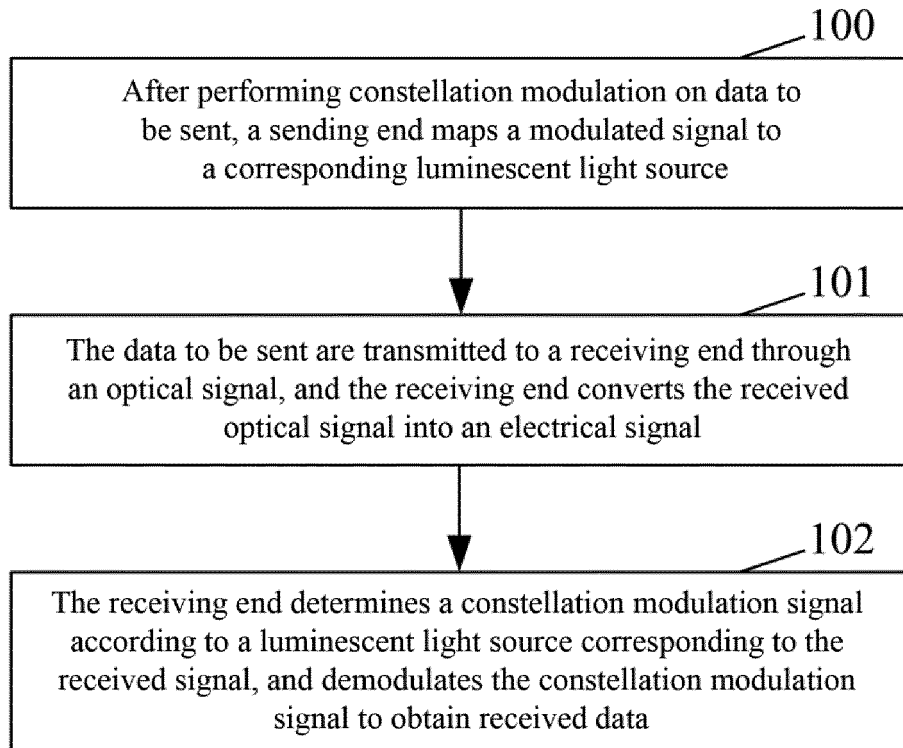 100
After performing constellation modulation on data to
be sent, a sending end maps a modulated signal to
a corresponding luminescent light source
101
The data to be sent are transmitted to a receiving end through
an optical signal, and the receiving end converts the received
optical signal into an electrical signal
102
The receiving end determines a constellation modulation signal
according to a luminescent light source corresponding to the
received signal, and demodulates the constellation modulation
signal to obtain received data